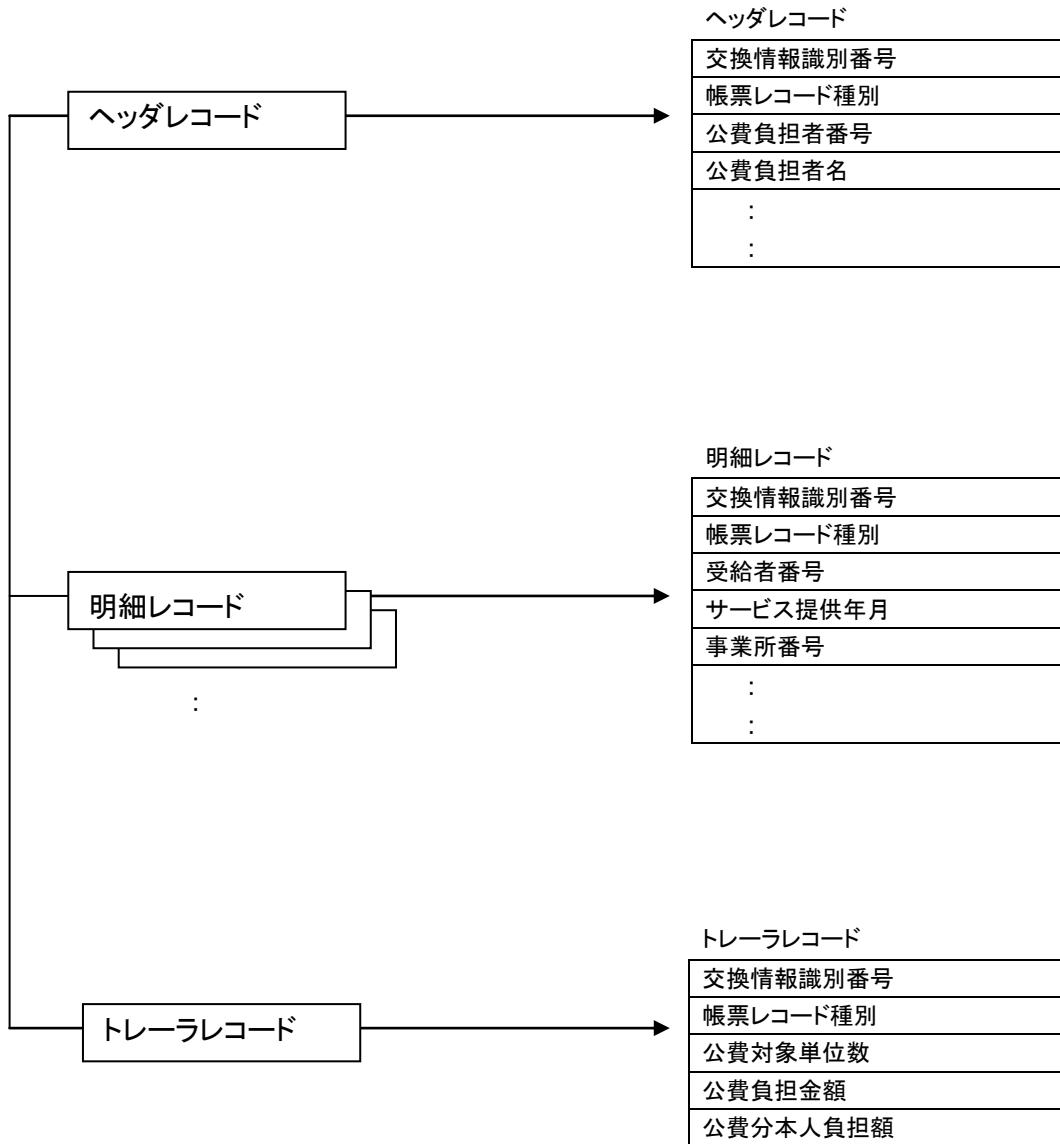 ヘッダレコード
交換情報識別番号
帳票レコード種別
公費負担者番号
公費負担者名
:
:
ヘッダレコード
明細レコード
交換情報識別番号
帳票レコード種別
受給者番号
サービス提供年月
事業所番号
:
:
明細レコード
:
トレーラレコード
交換情報識別番号
帳票レコード種別
公費対象単位数
公費負担金額
公費分本人負担額
トレーラレコード